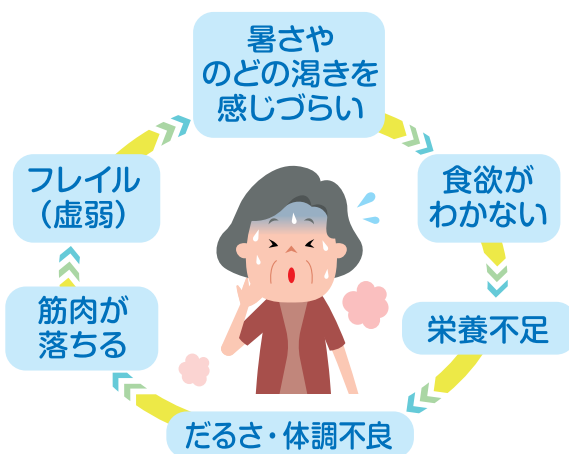 暑さや
のどの渇きを
感じづらい
食欲が
わかない
栄養不足
だるさ・体調不良
筋肉が
落ちる
フレイル
（虚弱）